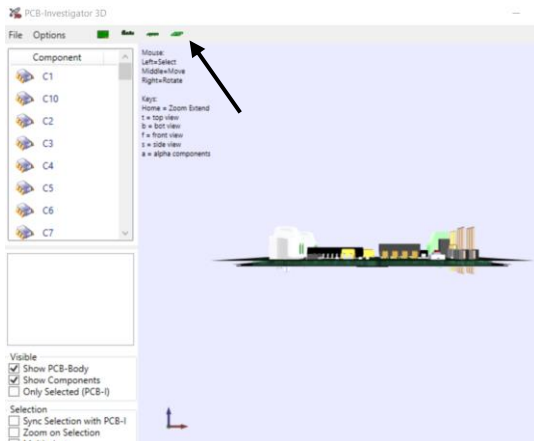 PCB-Investigator 3D
File Options
Component
C1
C10
C2
C3
C4
C5
C6
C7
Visible
Show PCB-Body
Show Components
Only Selected (PCB-I)
Selection
Sync Selection with PCB-I
Zoom on Selection
Mouse:
Left=Select
Middle=Move
Right=Rotate
Keys:
Home = Zoom Extend
t = top view
b = bot view
f = front view
s = side view
a = alpha components